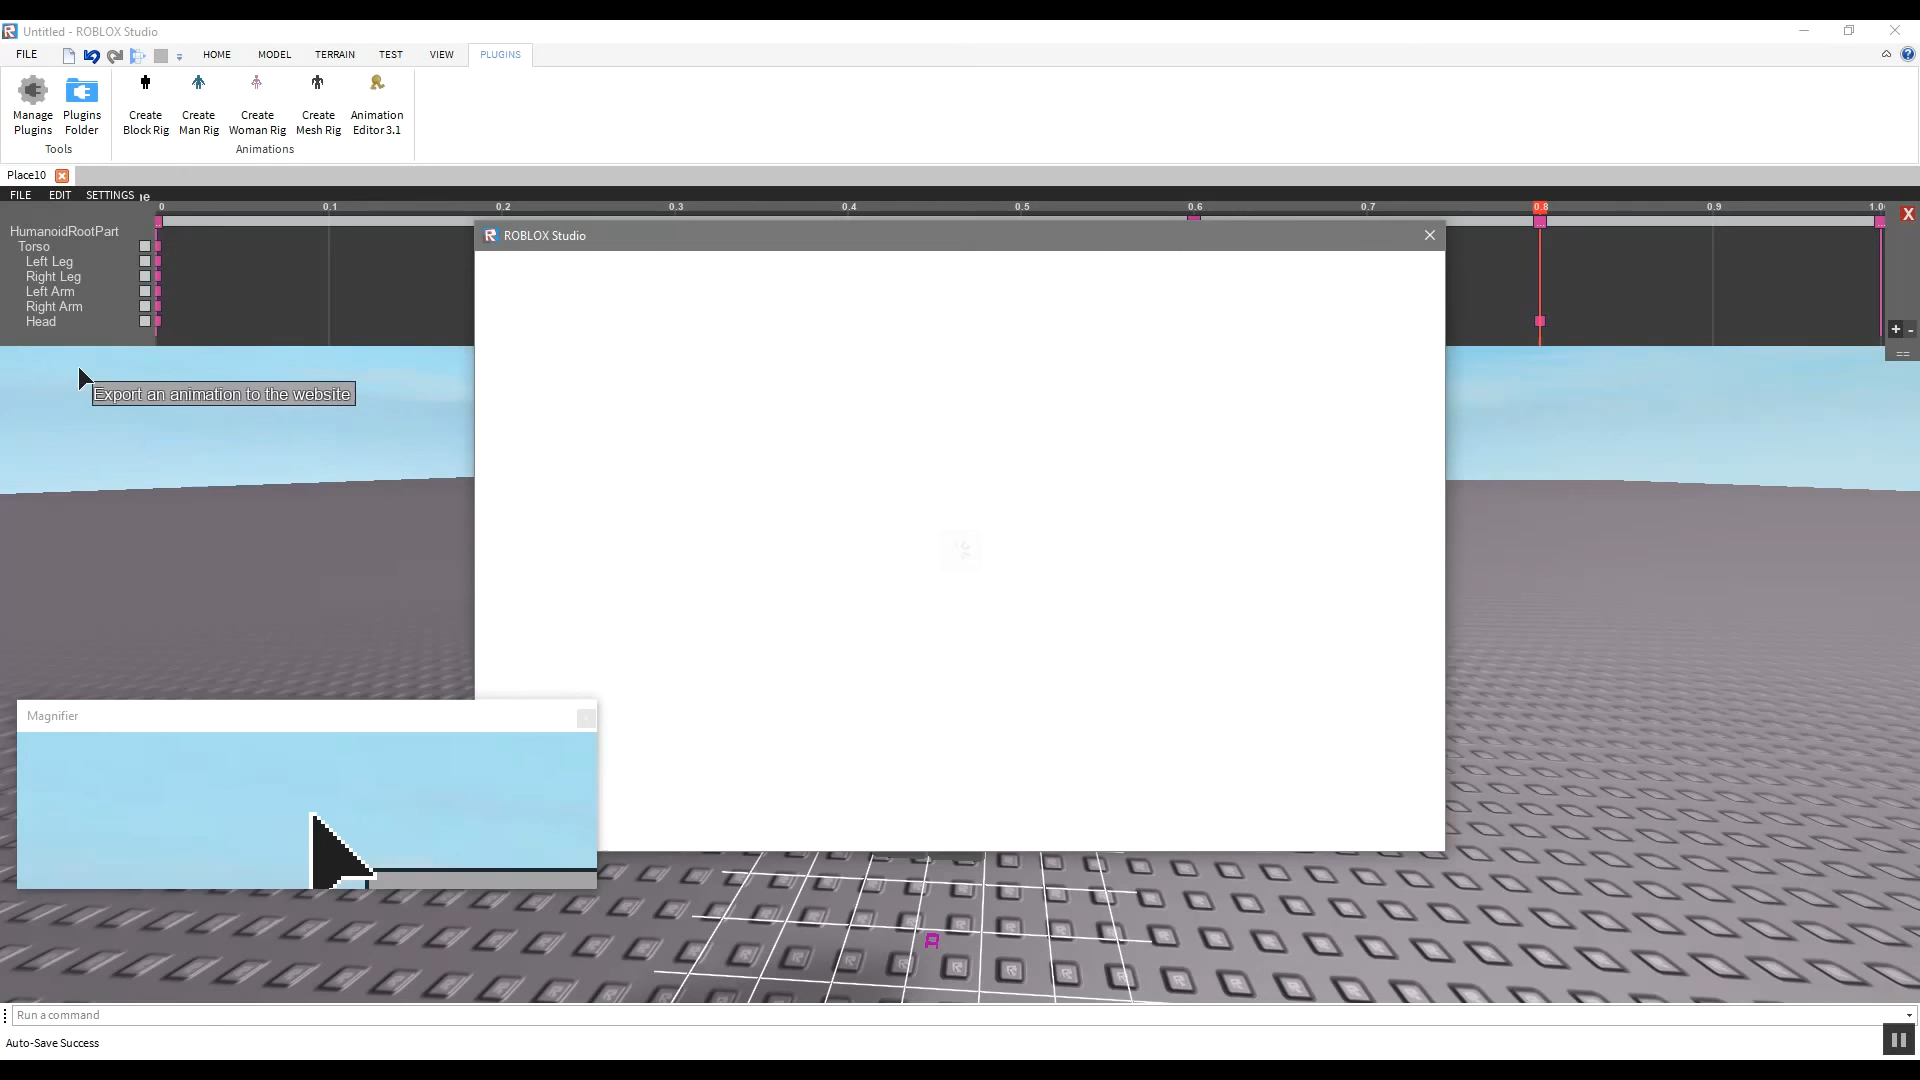 Untitled - ROBLOX Studio
FILE HOME MODEL TERRAIN TEST VIEW PLUGINS
Manage Plugins
Plugins Folder
Create Block Rig
Create Man Rig
Create Woman Rig
Create Mesh Rig
Animation Editor 3.1
Tools
Animations
Place10
FILE EDIT SETTINGS
0 0.1 0.2 0.3 0.4 0.5 0.6 0.7 0.8 0.9
X
ROBLOX Studio
HumanoidRootPart
Torso
Left Leg
Right Leg
Left Arm
Right Arm
Head
+ -
==
Export an animation to the website
Magnifier
Run a command
Auto-Save Success